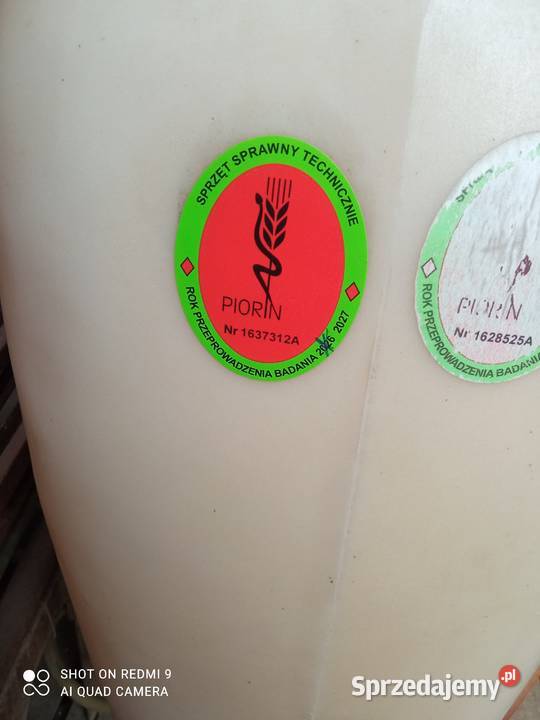 SPRZĘT SPRAWNY TECHNICZNIE
PIORIN
Nr 1637312A
ROK PRZEPROWADZENIA BADANIA 2026 2027
PIORIN
Nr 1628525A
ROK PRZEPROWADZENIA BADANIA
SHOT ON REDMI 9
AI QUAD CAMERA
Sprzedajemy.pl